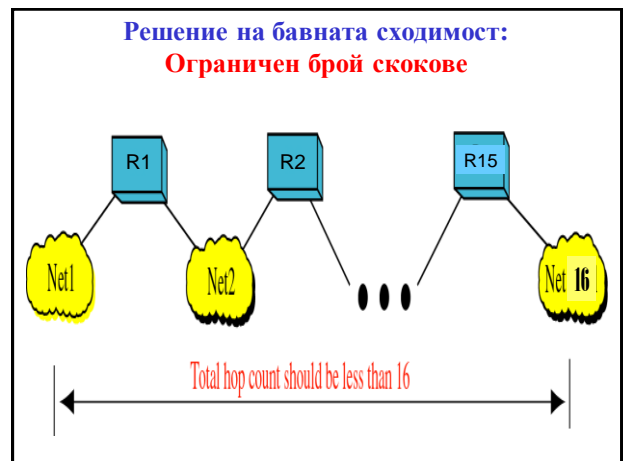 Решение на бавната сходимост:
Ограничен брой скокове
R1
R2
R15
Net1
Net2
Net 16
Total hop count should be less than 16